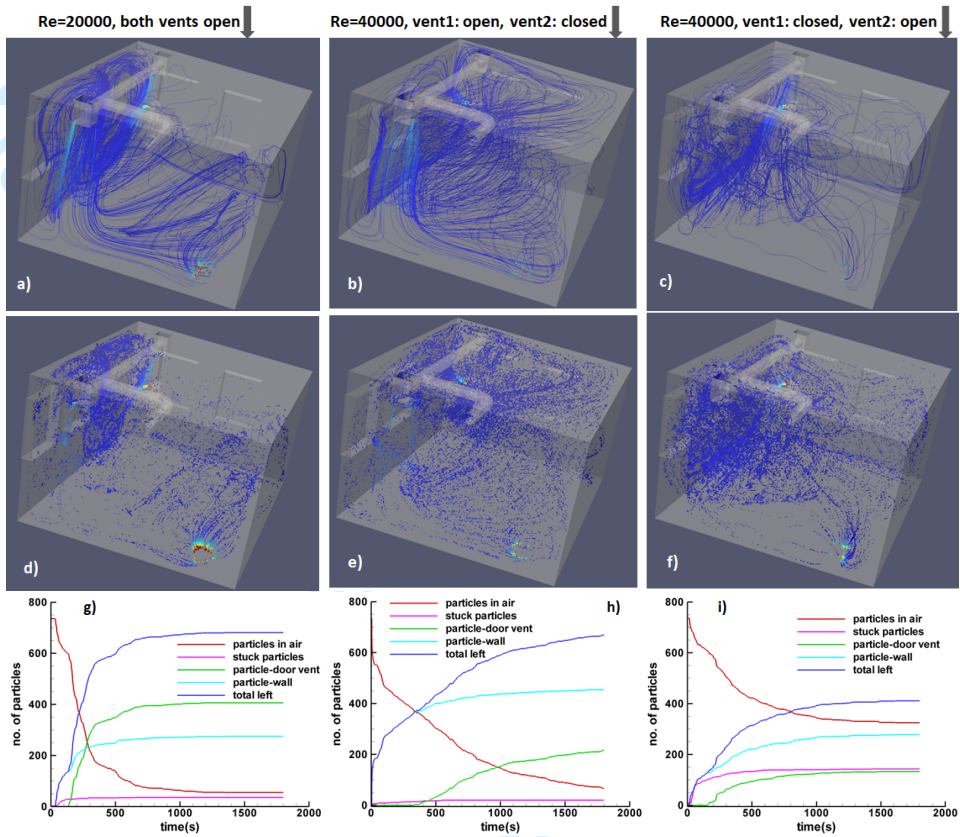 Re=20000, both vents open
Re=40000, vent1: open, vent2: closed
Re=40000, vent1: closed, vent2: open
a)
b)
c)
d)
e)
f)
g)
800
600
400
200
0
no. of particles
particles in air
stuck particles
particle-door vent
particle-wall
total left
0 500 1000 1500 2000
time(s)
h)
800
600
400
200
0
no. of particles
particles in air
stuck particles
particle-door vent
particle-wall
total left
0 500 1000 1500 2000
time(s)
i)
800
600
400
200
0
no. of particles
particles in air
stuck particles
particle-door vent
particle-wall
total left
0 500 1000 1500 2000
time(s)